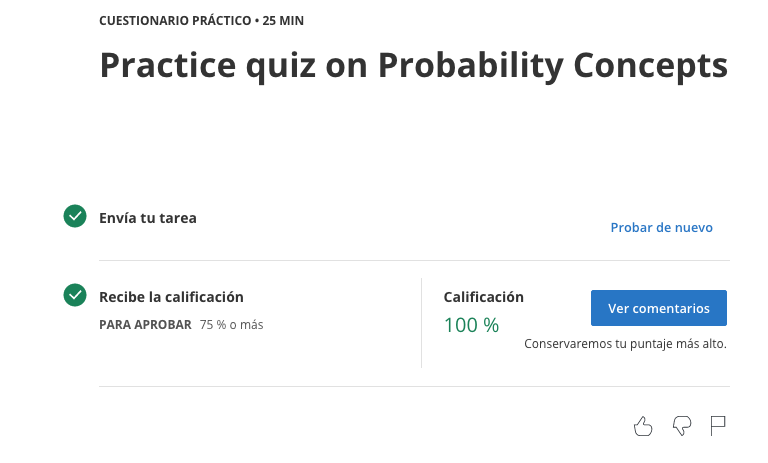 CUESTIONARIO PRÁCTICO • 25 MIN
Practice quiz on Probability Concepts
Envía tu tarea
Probar de nuevo
Recibe la calificación
PARA APROBAR 75 % o más
Calificación
100 %
Ver comentarios
Conservaremos tu puntaje más alto.